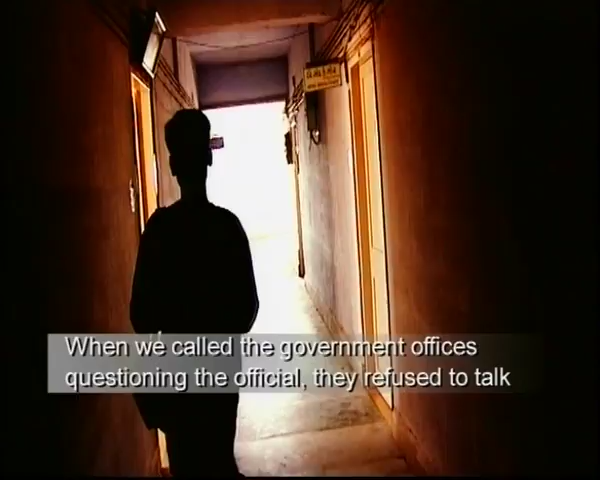 When we called the government offices
questioning the official, they refused to talk